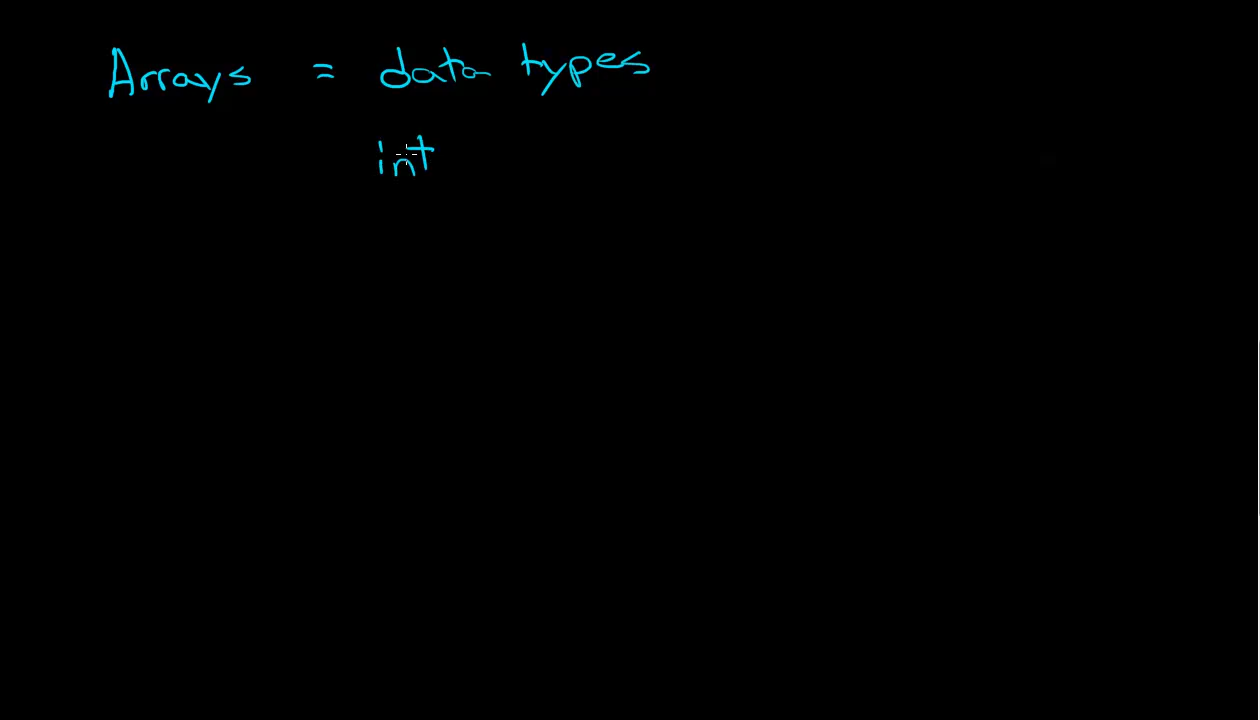 Arrays = data types
int